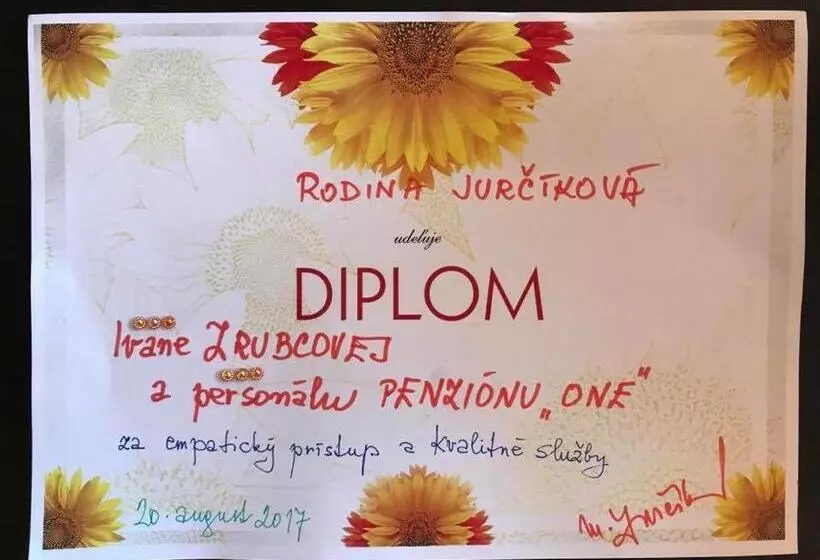 RODINA JURČÍKOVÁ
udeľuje
DIPLOM
Ivane ZRUBCOVEJ
a personálu PENZIÓNU „ONE"
za empatický prístup a kvalitné služby
20. august 2017